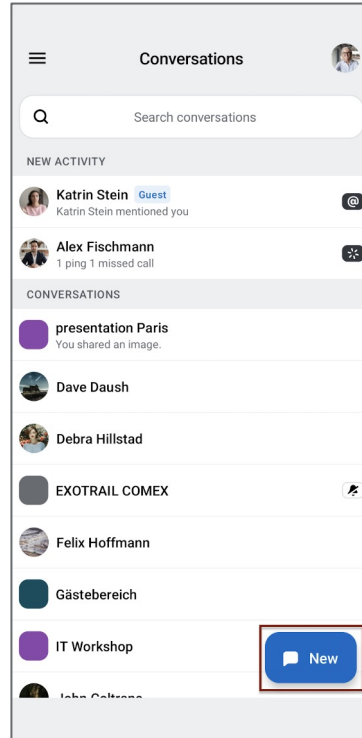 Conversations
Search conversations
NEW ACTIVITY
Katrin Stein Guest
Katrin Stein mentioned you
@
Alex Fischmann
1 ping 1 missed call
CONVERSATIONS
presentation Paris
You shared an image.
Dave Daush
Debra Hillstad
EXOTRAIL COMEX
Felix Hoffmann
Gästebereich
IT Workshop
New
John Coltrane